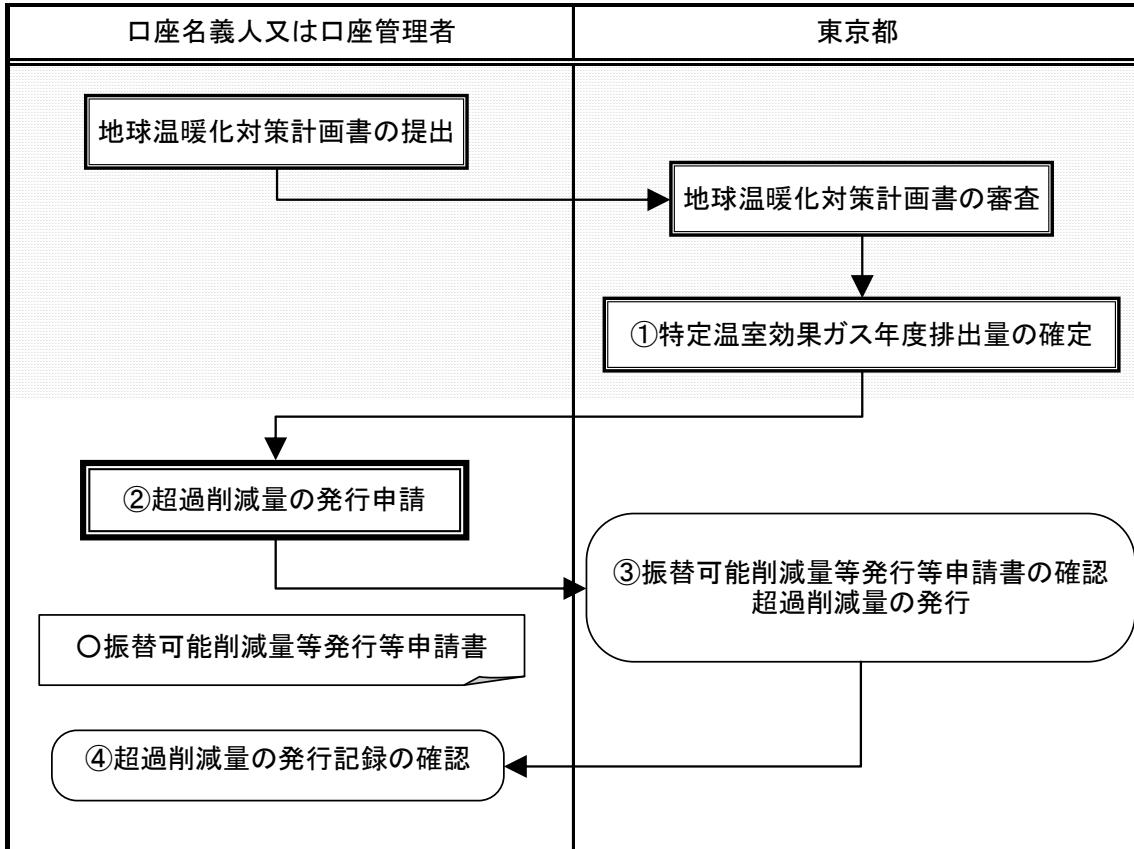 口座名義人又は口座管理者
東京都
地球温暖化対策計画書の提出
地球温暖化対策計画書の審査
①特定温室効果ガス年度排出量の確定
②超過削減量の発行申請
③振替可能削減量等発行等申請書の確認
超過削減量の発行
〇振替可能削減量等発行等申請書
④超過削減量の発行記録の確認